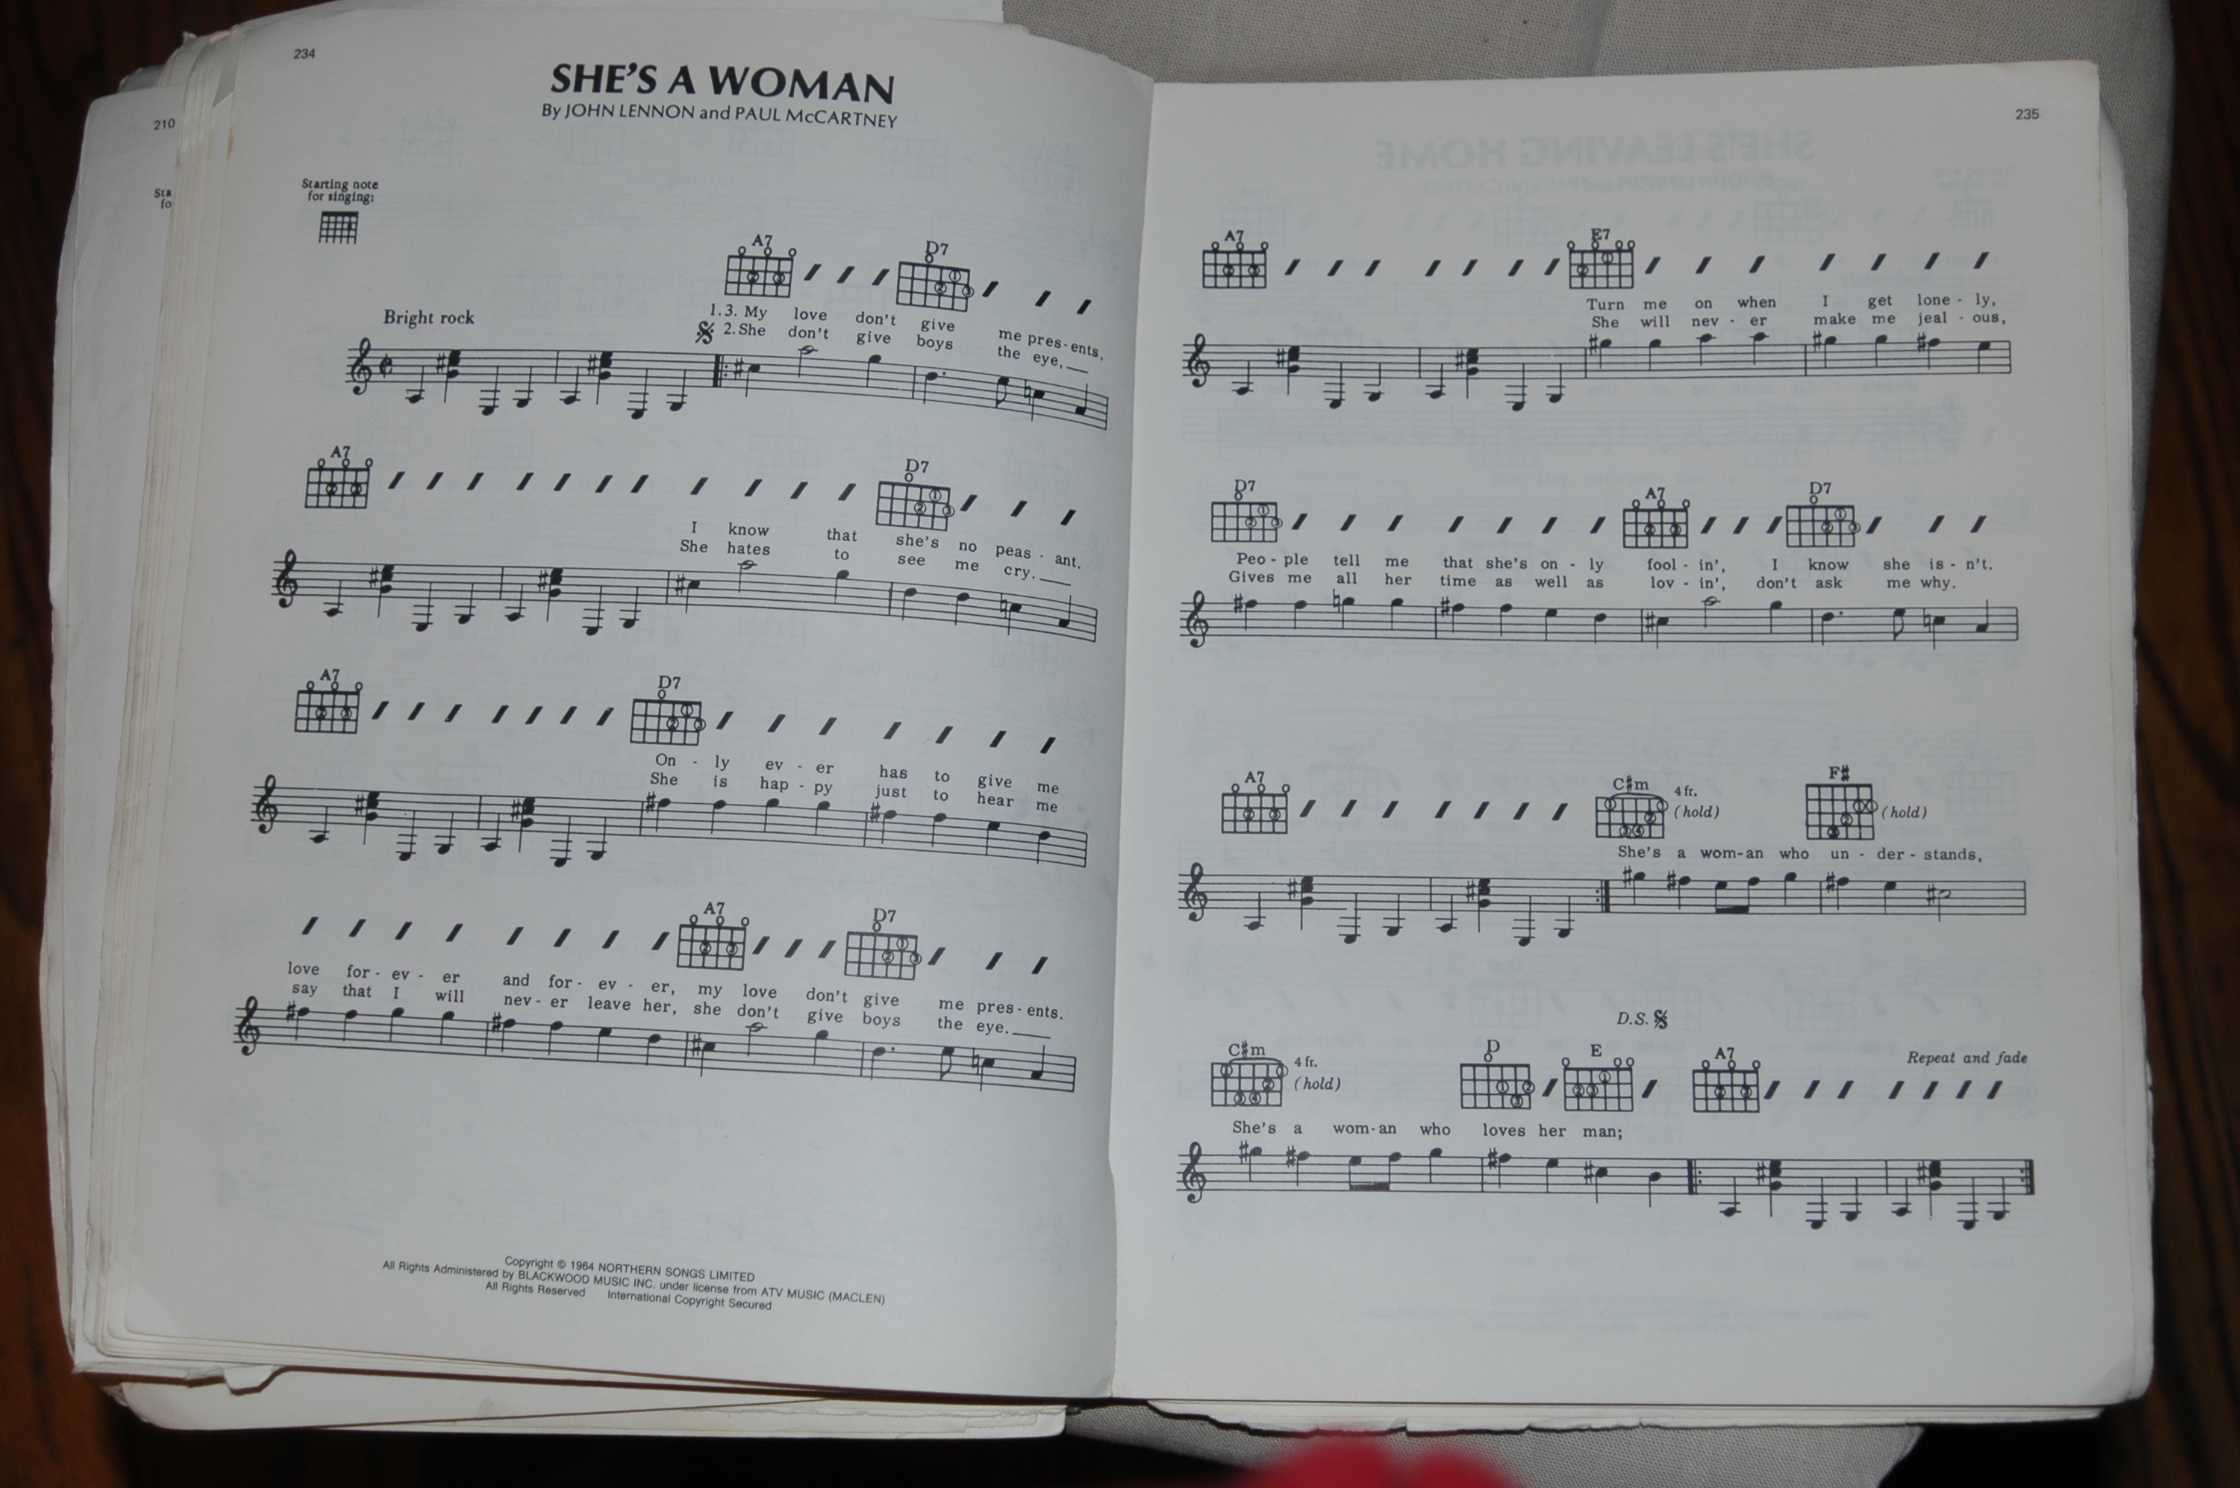 210
Sta
fo
234
SHE'S A WOMAN
By JOHN LENNON and PAUL McCARTNEY
Starting note
for singing:
A7 D7
Bright rock
1.3. My love don't give me pres-ents,
2. She don't give boys the eye.
A7 D7
I know that she's no peas - ant.
She hates to see me cry.
A7 D7
On - ly ev - er has to give me
She is hap - py just to hear me
A7 D7
love for - ev - er and for - ev - er, my love don't give me pres - ents.
say that I will nev - er leave her, she don't give boys the eye.
Copyright © 1964 NORTHERN SONGS LIMITED
All Rights Administered by BLACKWOOD MUSIC INC. under license from ATV MUSIC (MACLEN)
All Rights Reserved International Copyright Secured
235
A7 E7
Turn me on when I get lone - ly,
She will nev - er make me jeal - ous,
D7 A7 D7
Peo - ple tell me that she's on - ly fool - in', I know she is - n't.
Gives me all her time as well as lov - in', don't ask me why.
A7 C#m 4 fr. (hold) F# (hold)
She's a wom-an who un - der - stands,
D.S.
C#m 4 fr. (hold) D E A7 Repeat and fade
She's a wom-an who loves her man;